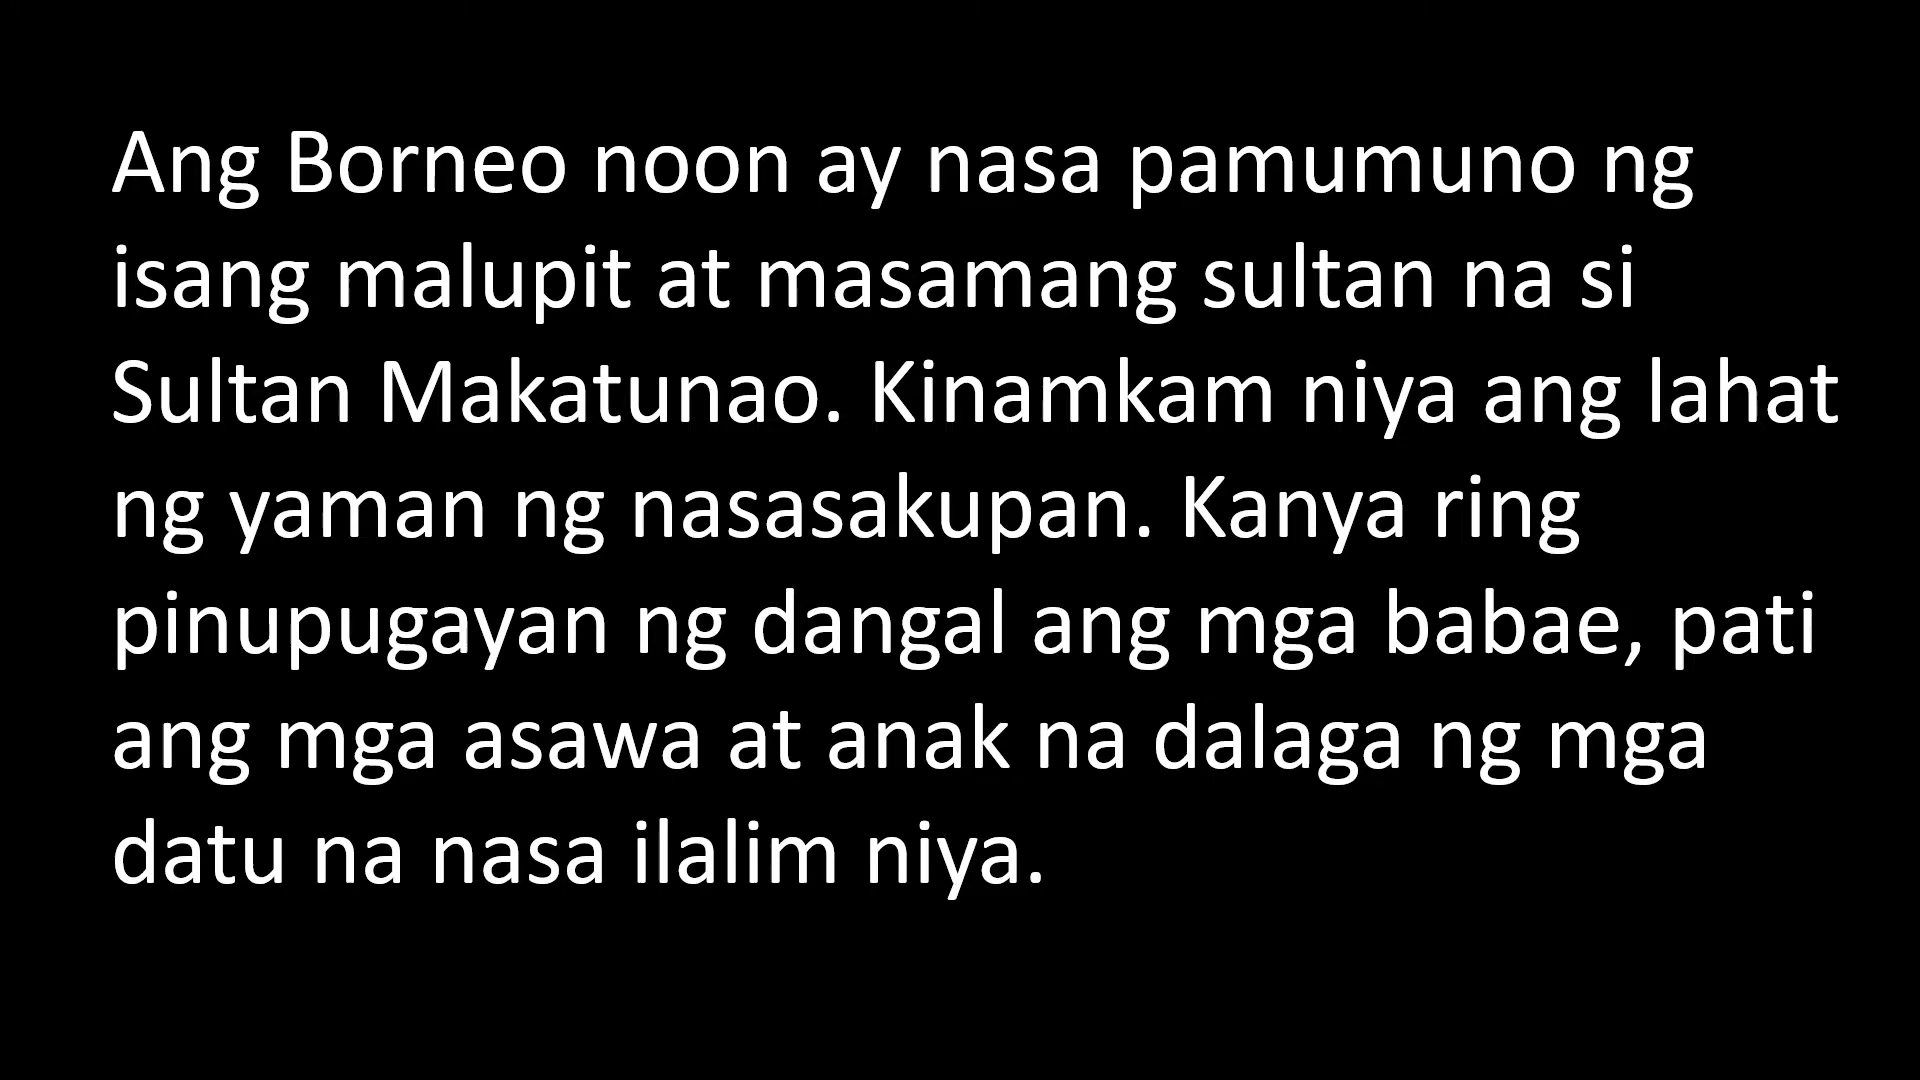 Ang Borneo noon ay nasa pamumuno ng
isang malupit at masamang sultan na si
Sultan Makatunao. Kinamkam niya ang lahat
ng yaman ng nasasakupan. Kanya ring
pinupugayan ng dangal ang mga babae, pati
ang mga asawa at anak na dalaga ng mga
datu na nasa ilalim niya.